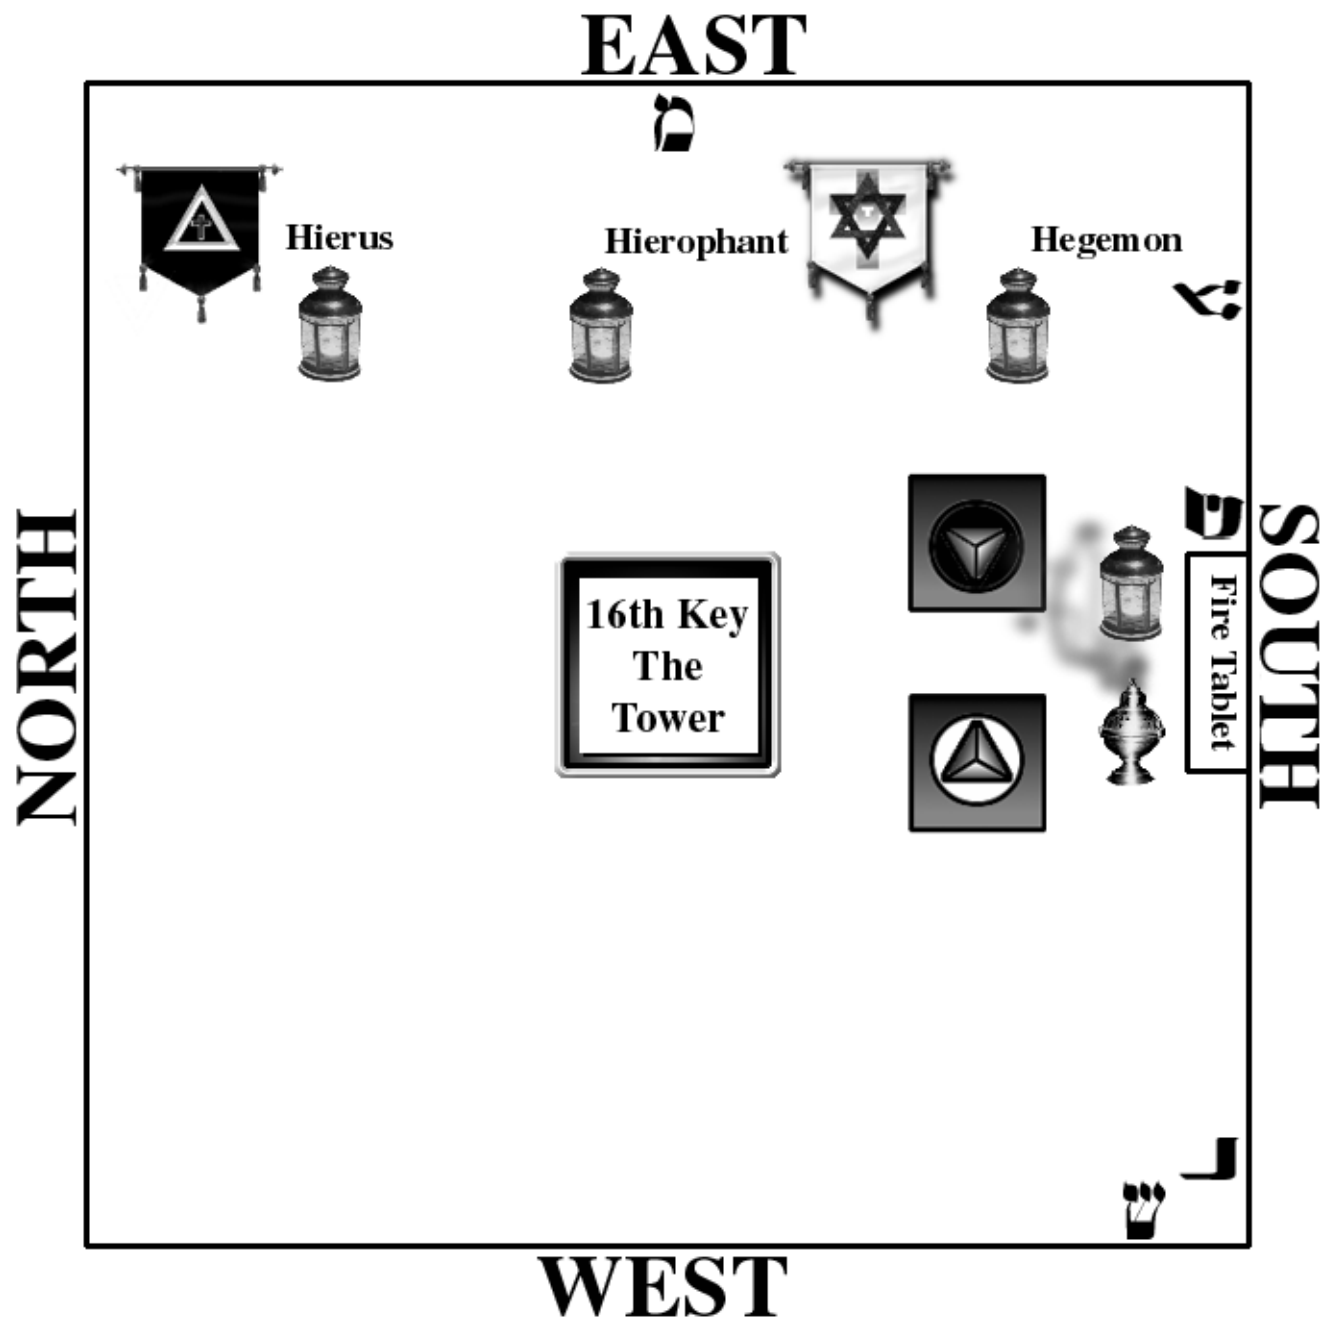 EAST
מ
Hierus
Hierophant
Hegemon
ע
NORTH
פ
SOUTH
Fire Tablet
16th Key
The
Tower
ר
ש
WEST